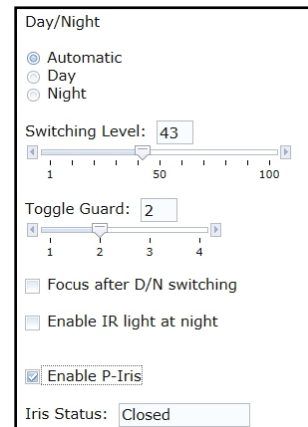 Day/Night
Automatic
Day
Night
Switching Level: 43
1 50 100
Toggle Guard: 2
1 2 3 4
Focus after D/N switching
Enable IR light at night
Enable P-Iris
Iris Status: Closed